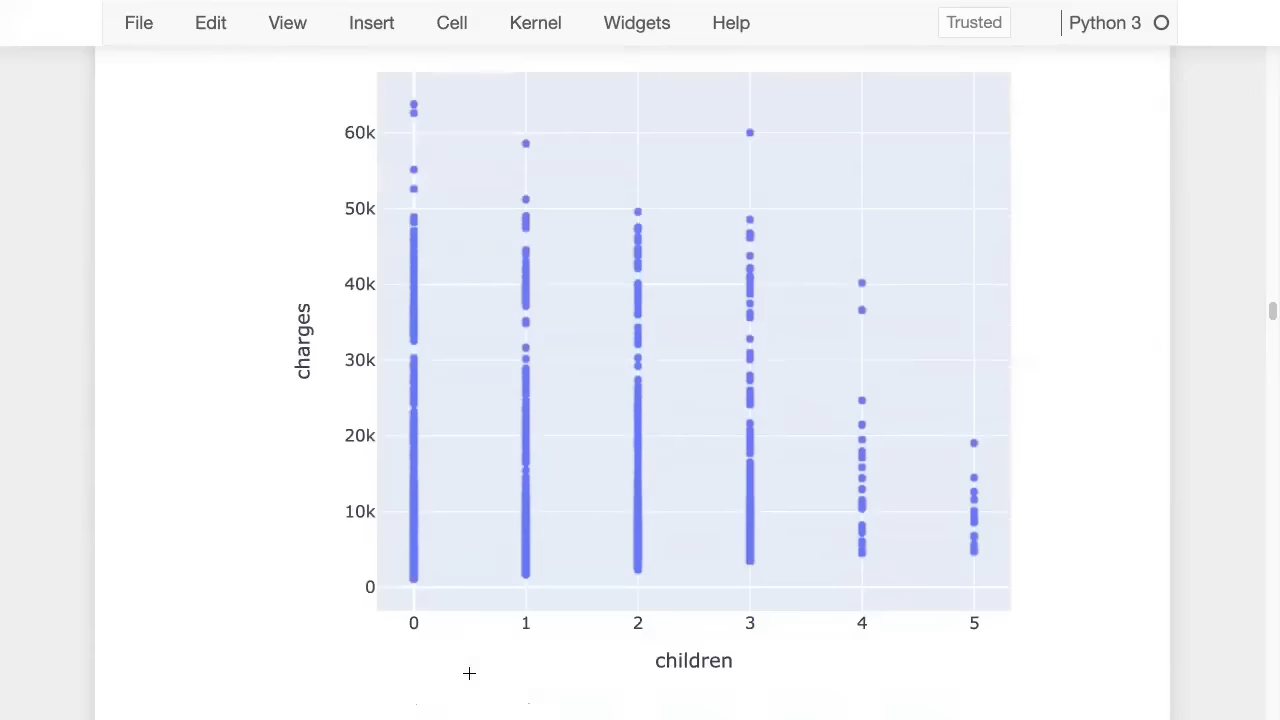 File Edit View Insert Cell Kernel Widgets Help Trusted Python 3
60k
50k
40k
30k
20k
10k
0
charges
0 1 2 3 4 5
children